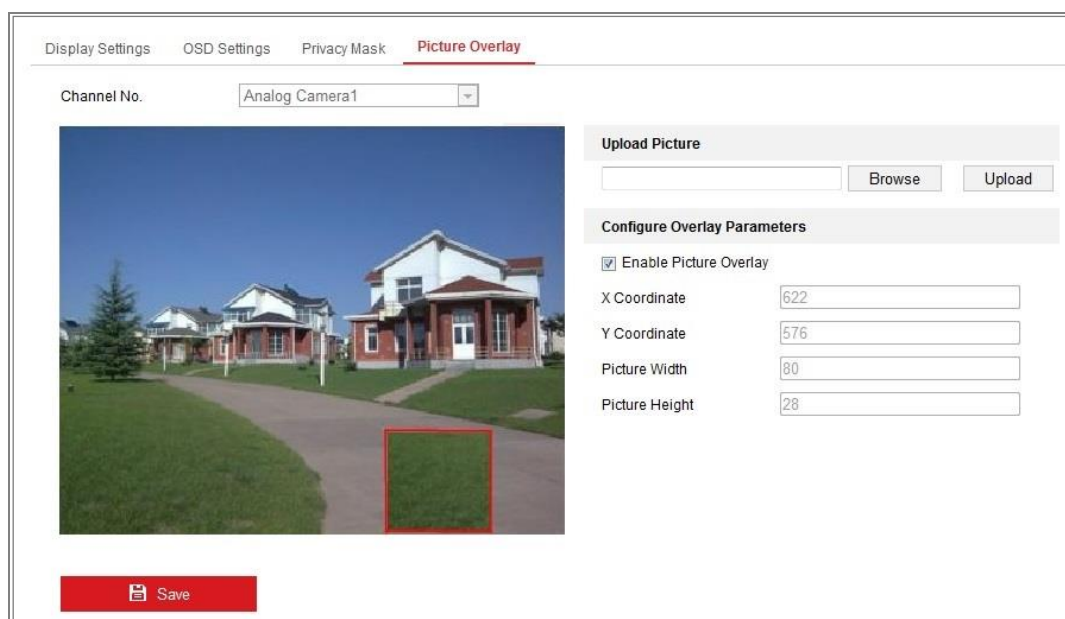 Display Settings OSD Settings Privacy Mask Picture Overlay
Channel No. Analog Camera1
Upload Picture
Browse Upload
Configure Overlay Parameters
Enable Picture Overlay
X Coordinate 622
Y Coordinate 576
Picture Width 80
Picture Height 28
Save